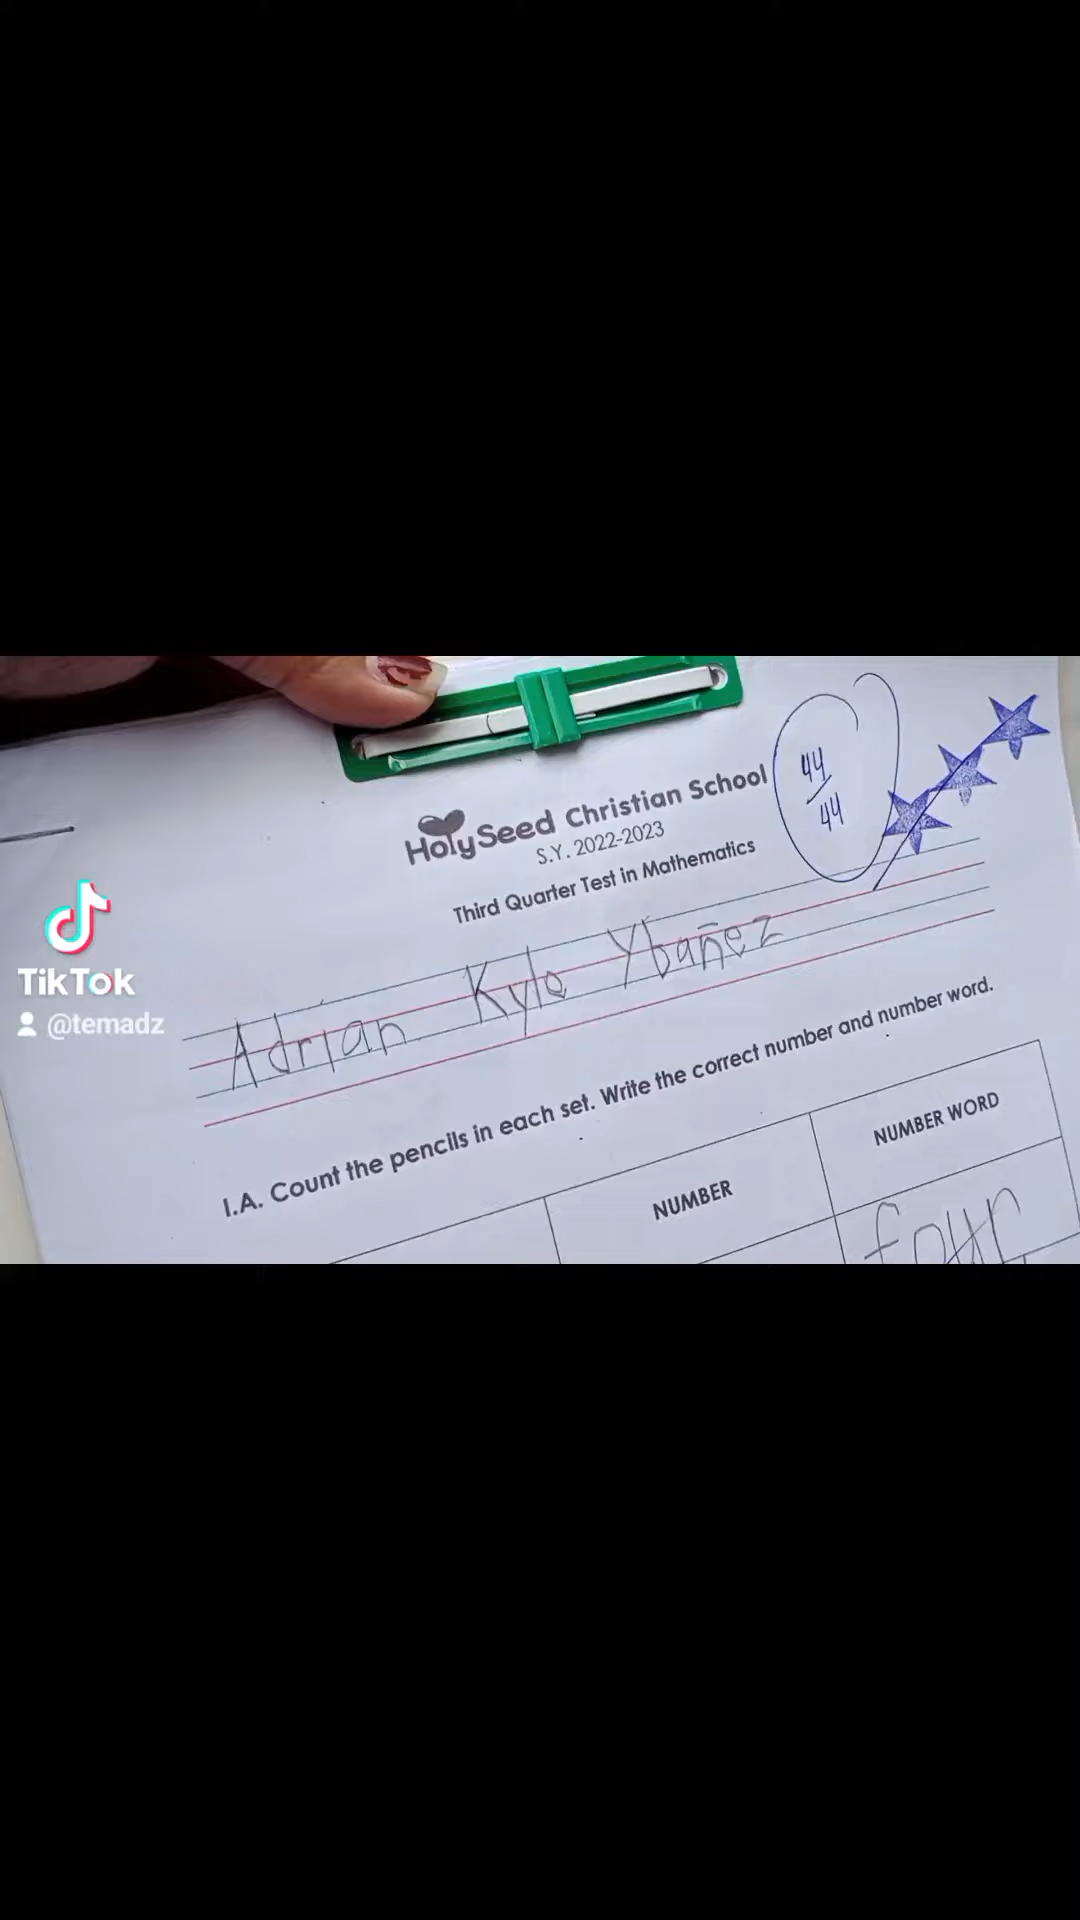 HolySeed Christian School
S.Y. 2022-2023
Third Quarter Test in Mathematics
44
44
Adrian Kyle Ybañez
I.A. Count the pencils in each set. Write the correct number and number word.
NUMBER
NUMBER WORD
four
TikTok
@temadz